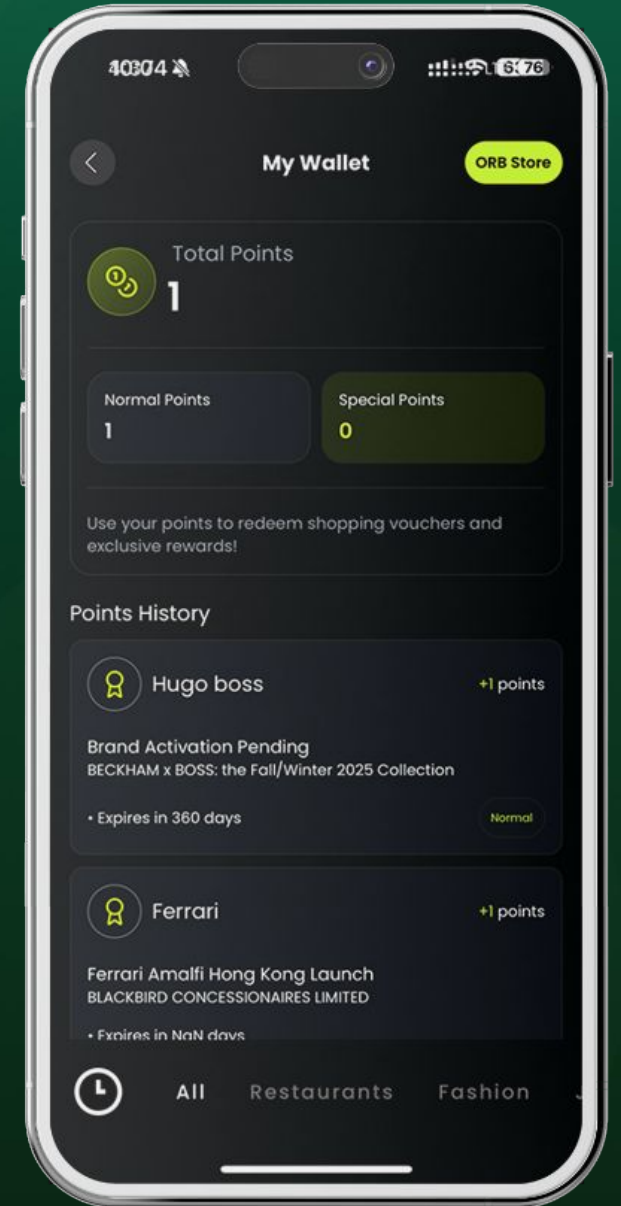 My Wallet
ORB Store
Total Points
1
Normal Points
1
Special Points
0
Use your points to redeem shopping vouchers and
exclusive rewards!
Points History
Hugo boss
+1 points
Brand Activation Pending
BECKHAM x BOSS: the Fall/Winter 2025 Collection
• Expires in 360 days
Normal
Ferrari
+1 points
Ferrari Amalfi Hong Kong Launch
BLACKBIRD CONCESSIONAIRES LIMITED
• Expires in NaN days
All
Restaurants
Fashion